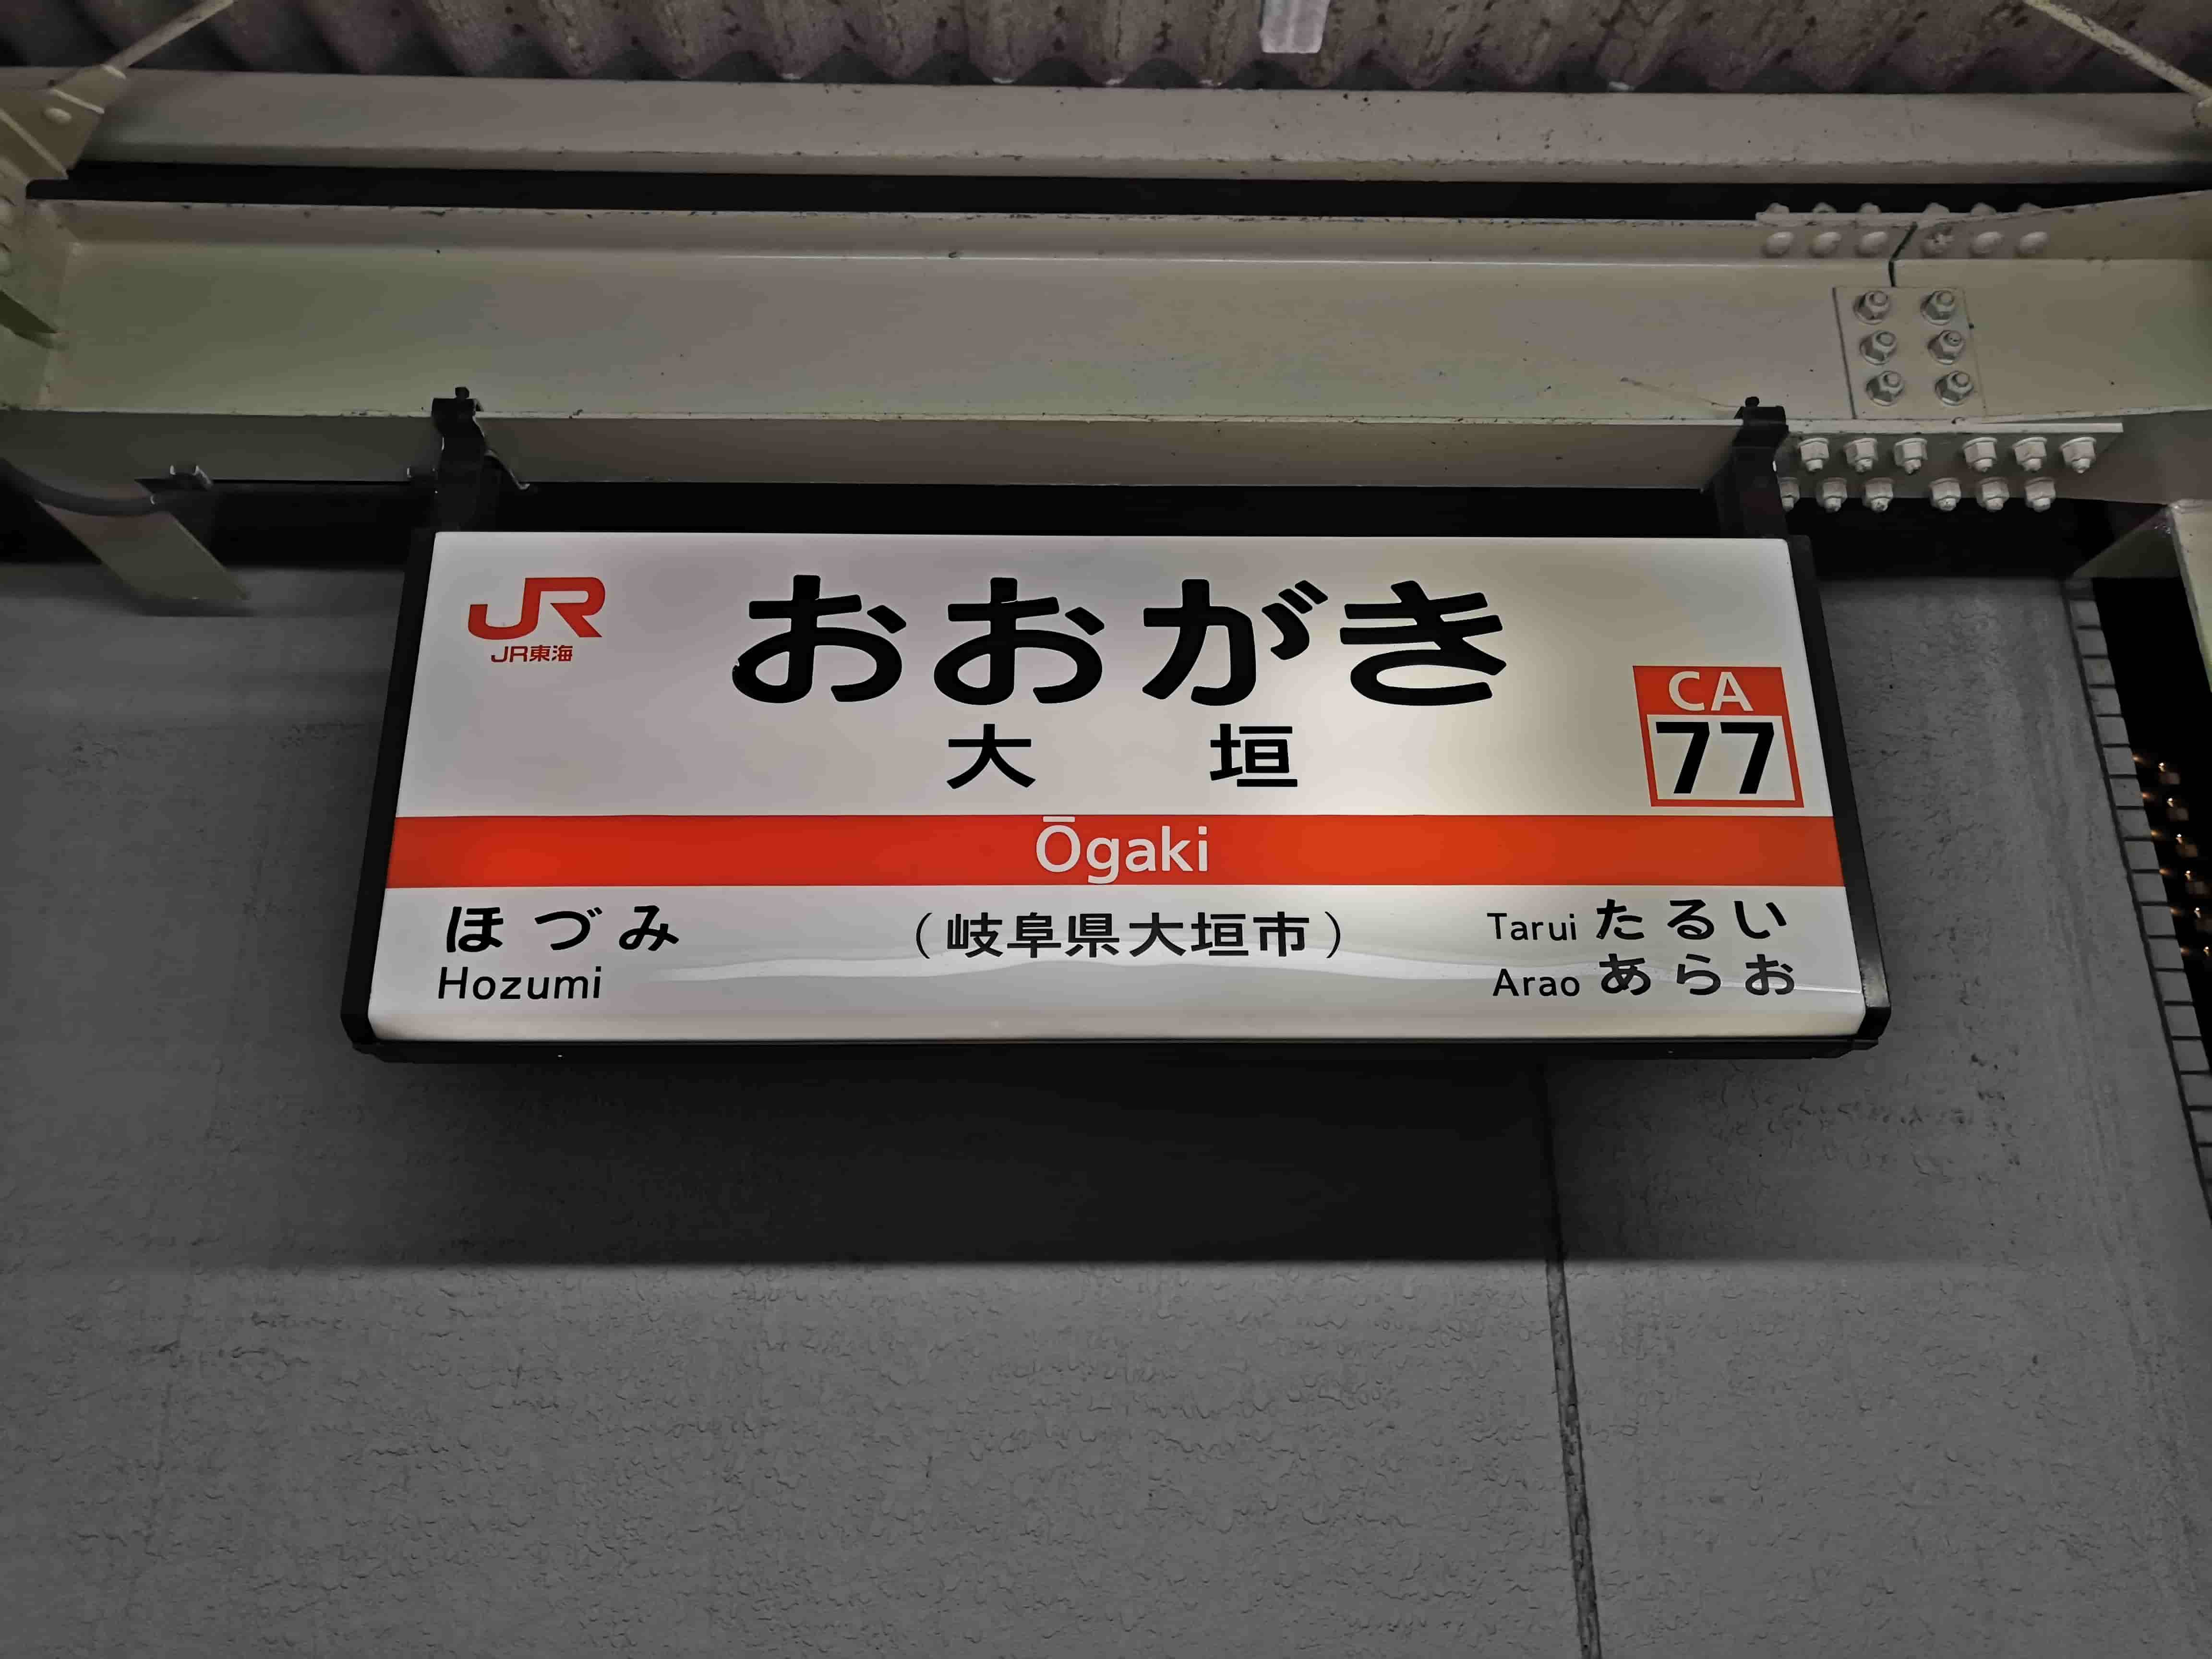 JR
JR東海
おおがき
大垣
CA
77
Ōgaki
ほづみ
Hozumi
（岐阜県大垣市）
Tarui たるい
Arao あらお